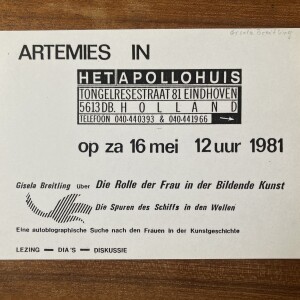 Gisela Breitling
ARTEMIES IN
HET APOLLOHUIS
TONGELRESESTRAAT 81 EINDHOVEN
5613 DB. HOLLAND
TELEFOON 040-440393 & 040-441966
op za 16 mei 12 uur 1981
Gisela Breitling über Die Rolle der Frau in der Bildende Kunst
Die Spuren des Schiffs in den Wellen
Eine autobiographische Suche nach den Frauen in der Kunstgeschichte
LEZING - DIA'S - DISKUSSIE